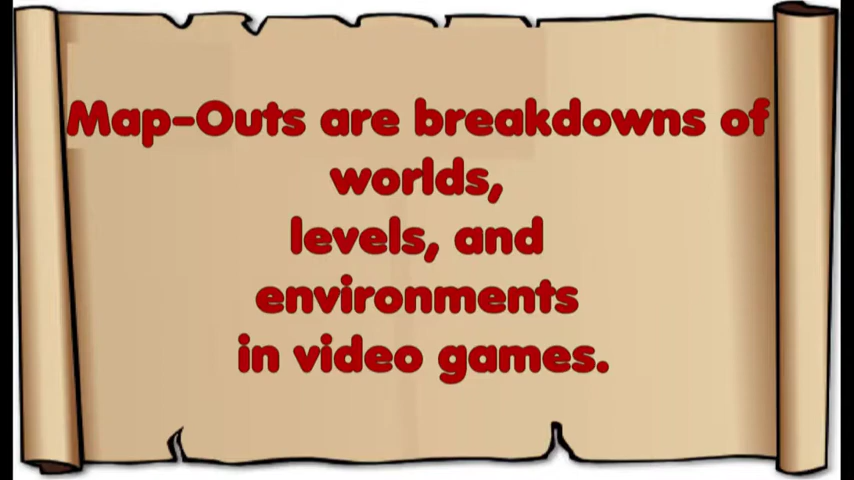 Map-Outs are breakdowns of
worlds,
levels, and
environments
in video games.